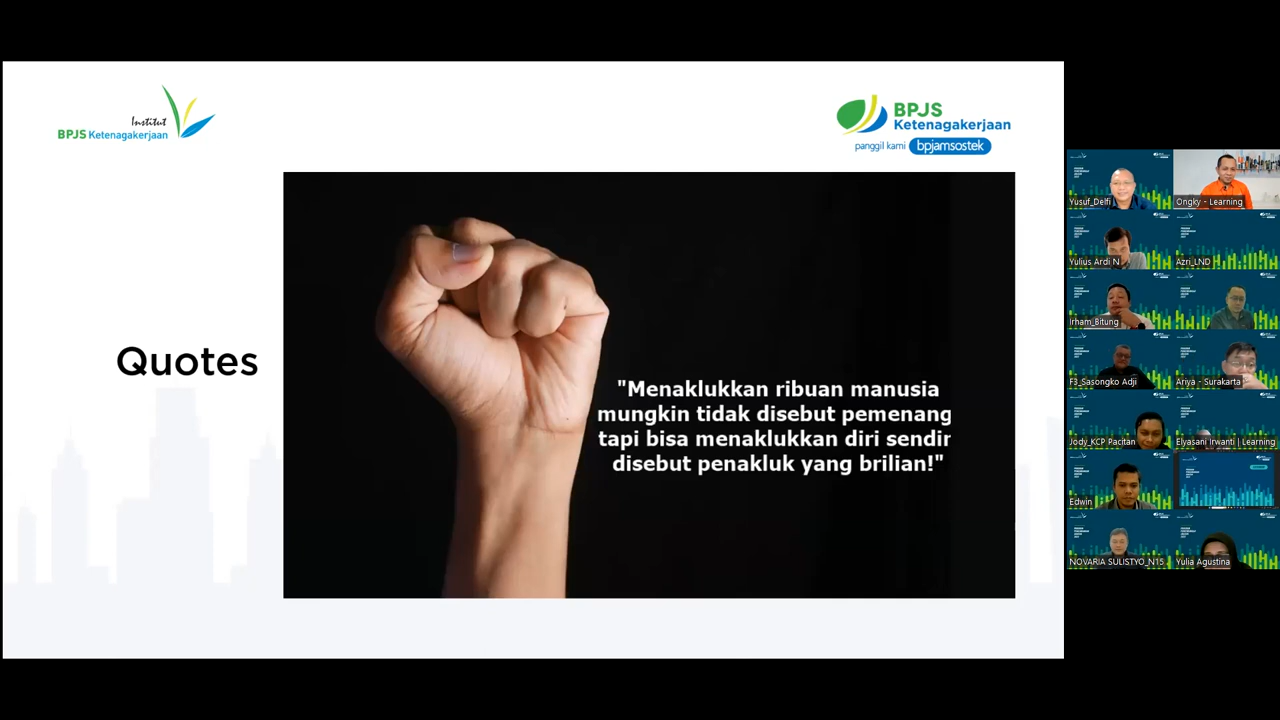 Institut
BPJS Ketenagakerjaan
BPJS
Ketenagakerjaan
panggil kami bpjamsostek
Quotes
"Menaklukkan ribuan manusia
mungkin tidak disebut pemenang
tapi bisa menaklukkan diri sendir
disebut penakluk yang brilian!"
Yusuf_Delfi
Ongky - Learning
Yulius Ardi N
Azri_LND
Irham_Bitung
F3_Sasongko Adji
Ariya - Surakarta
Jody_KCP Pacitan
Elyasani Irwanti | Learning
Edwin
NOVARIA SULISTYO_N15
Yulia Agustina